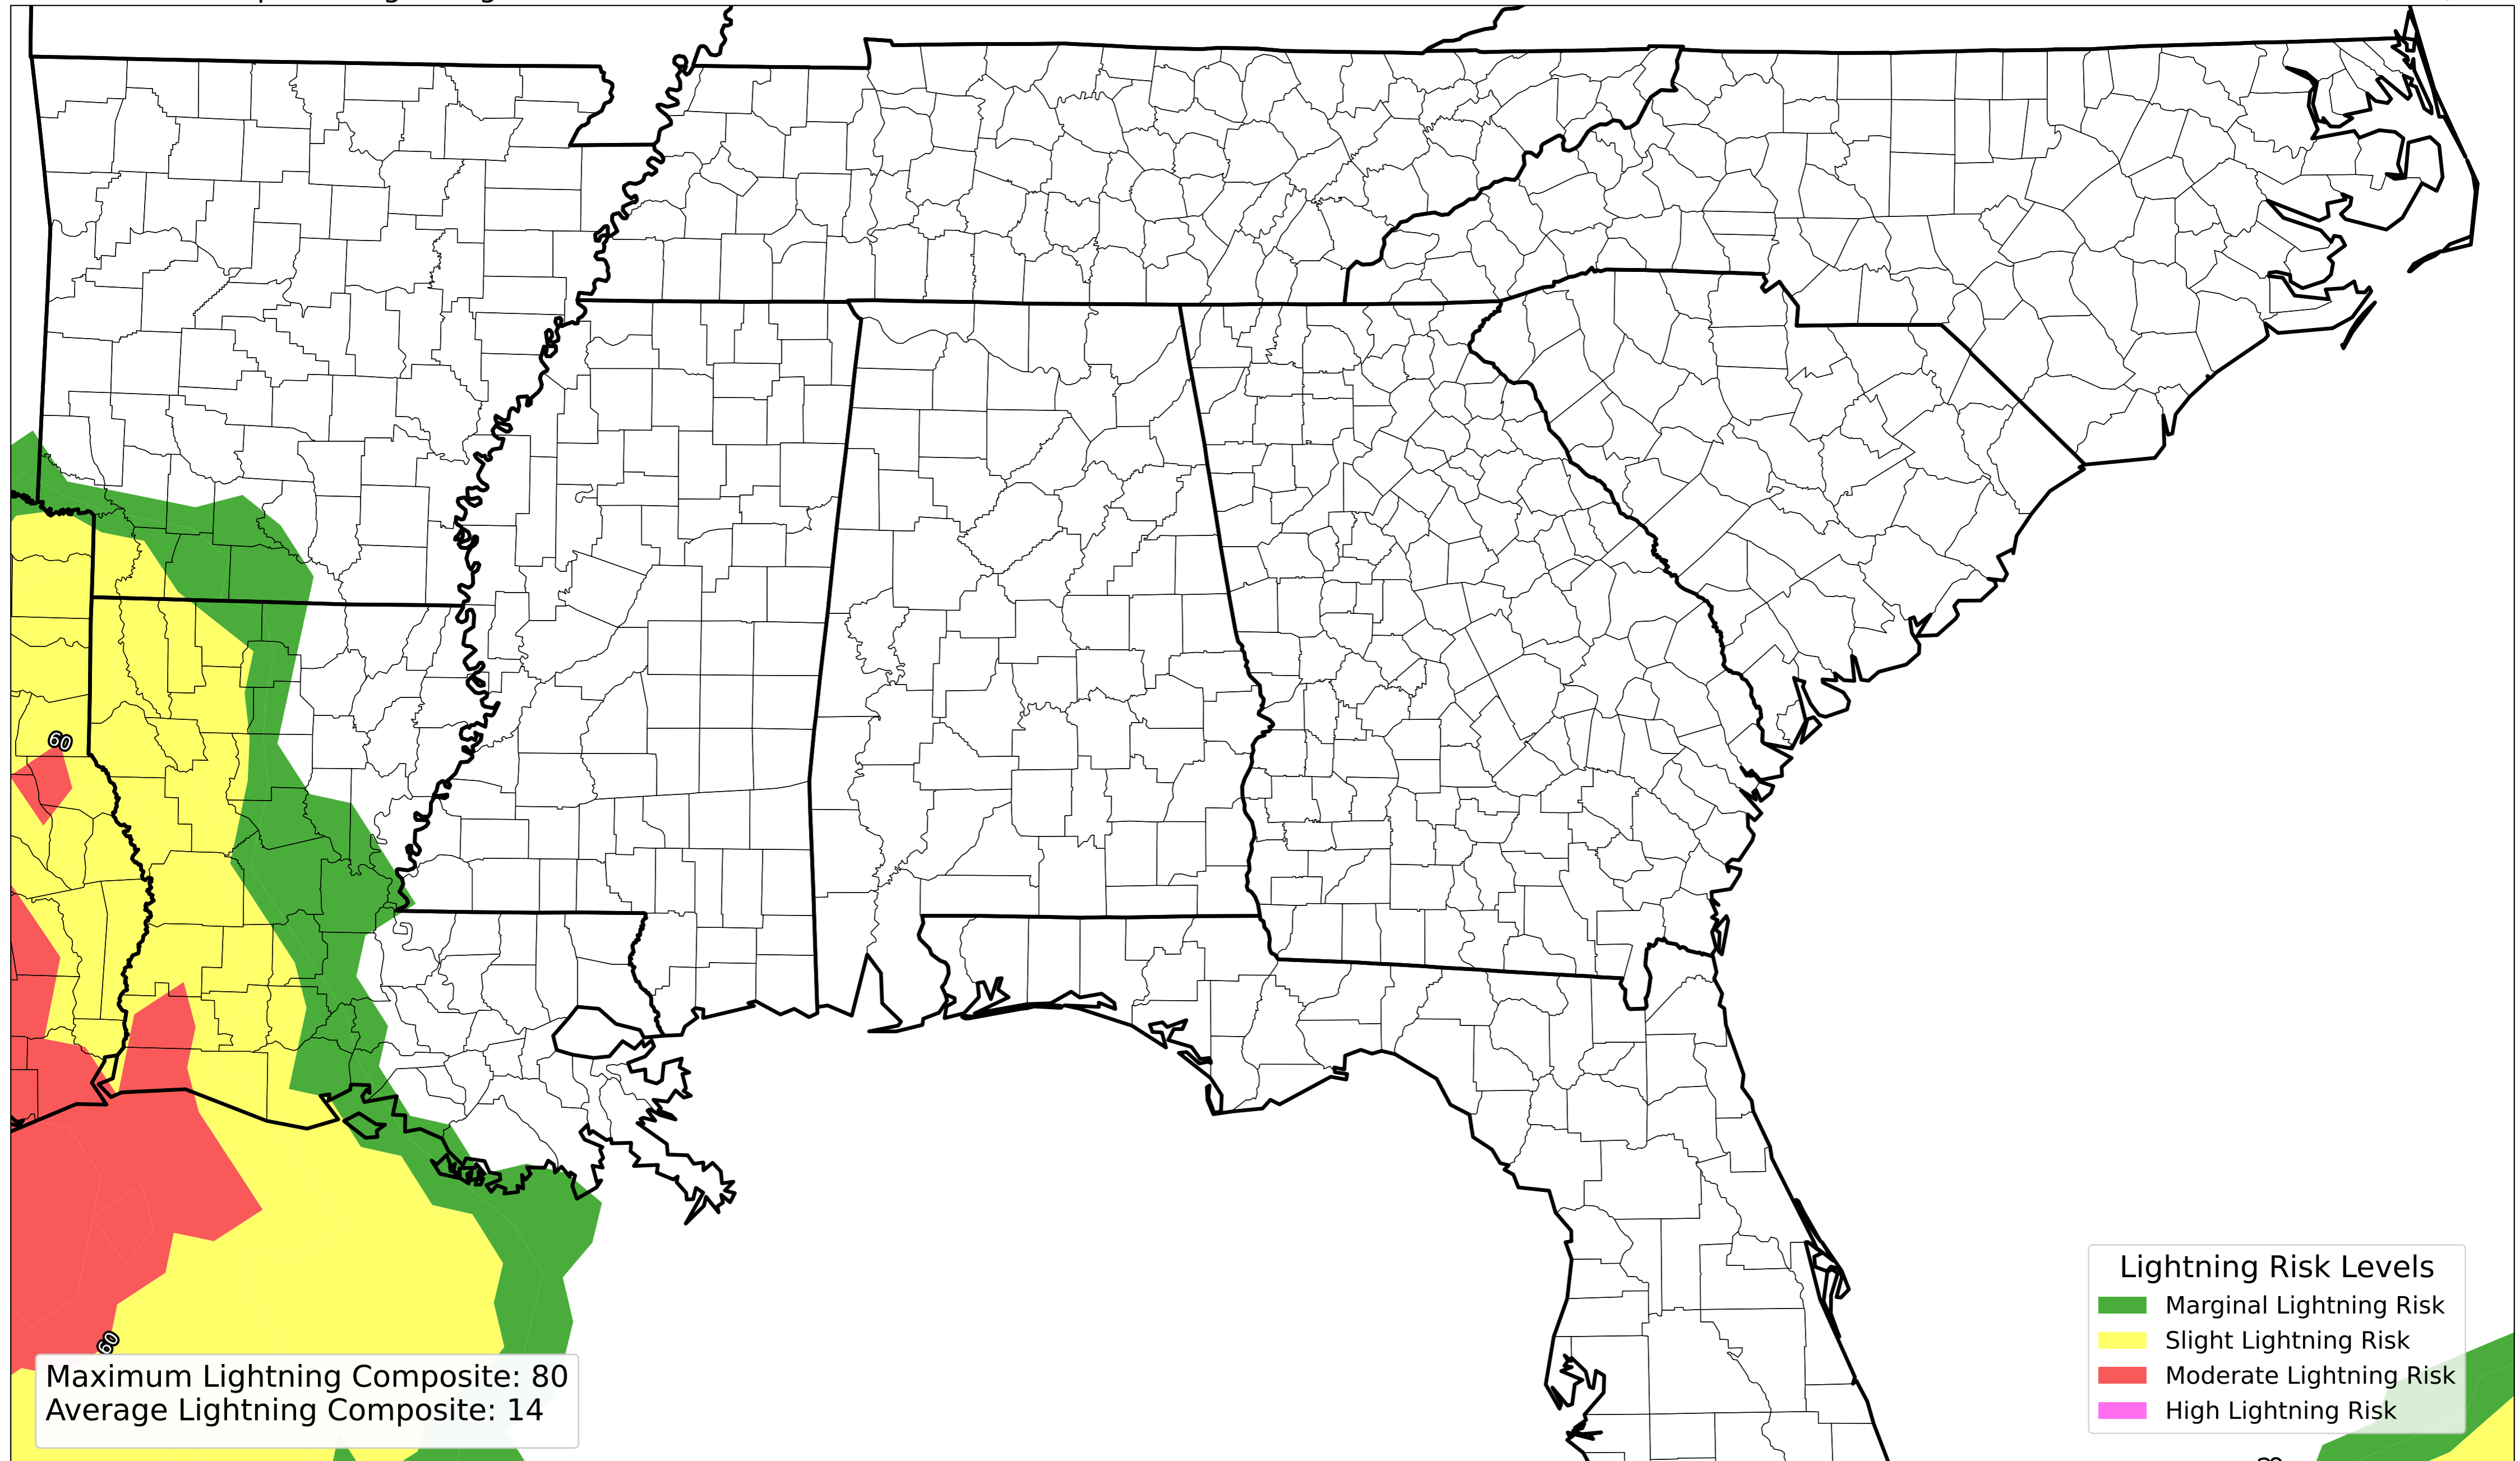 60
60
Maximum Lightning Composite: 80
Average Lightning Composite: 14
Lightning Risk Levels
Marginal Lightning Risk
Slight Lightning Risk
Moderate Lightning Risk
High Lightning Risk